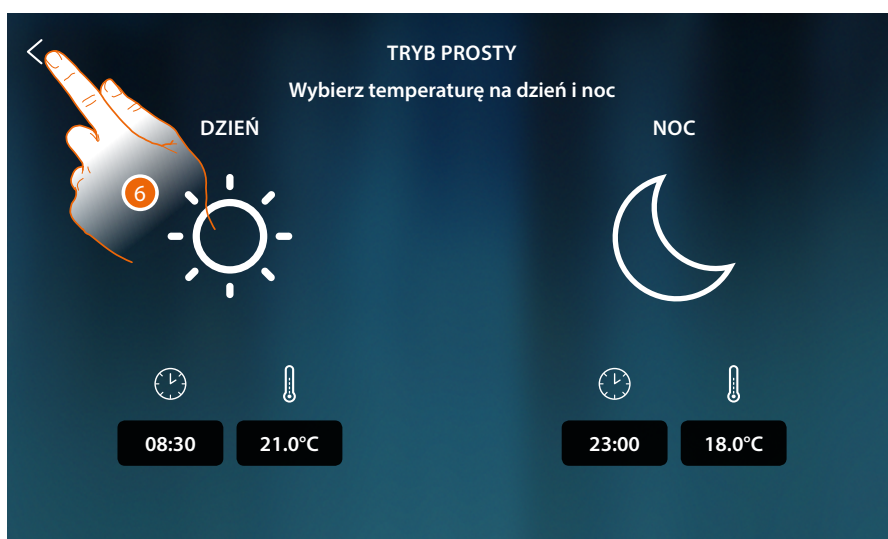 TRYB PROSTY
Wybierz temperaturę na dzień i noc
DZIEŃ
NOC
6
08:30
21.0°C
23:00
18.0°C